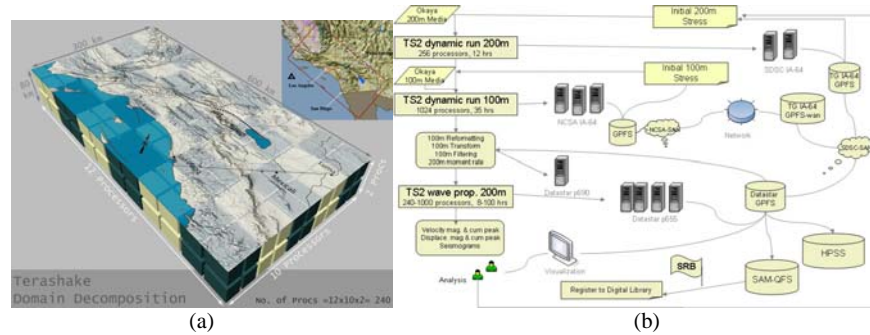 300 km
600 km
80 km
Los Angeles
San Diego
12 Processors
10 Processors
2 Procs
Terashake
Domain Decomposition
No. of Procs =12x10x2= 240
(a)
Okaya
200m Media
Initial 200m
Stress
TS2 dynamic run 200m
256 processors, 12 hrs
SDSC IA-64
Okaya
100m Media
Initial 100m
Stress
TG IA-64
GPFS
TS2 dynamic run 100m
1024 processors, 35 hrs
NCSA IA-64
GPFS
NCSA-SAN
Network
TG IA-64
GPFS-wan
SDSC-SAN
100m Reformatting
100m Transform
100m Filtering
200m moment rate
Datastar p690
TS2 wave prop. 200m
240-1000 processors, 8-100 hrs
Datastar p655
Datastar
GPFS
Velocity mag. & cum peak
Displace. mag & cum peak
Seismograms
Visualization
Analysis
HPSS
SRB
SAM-QFS
Register to Digital Library
(b)